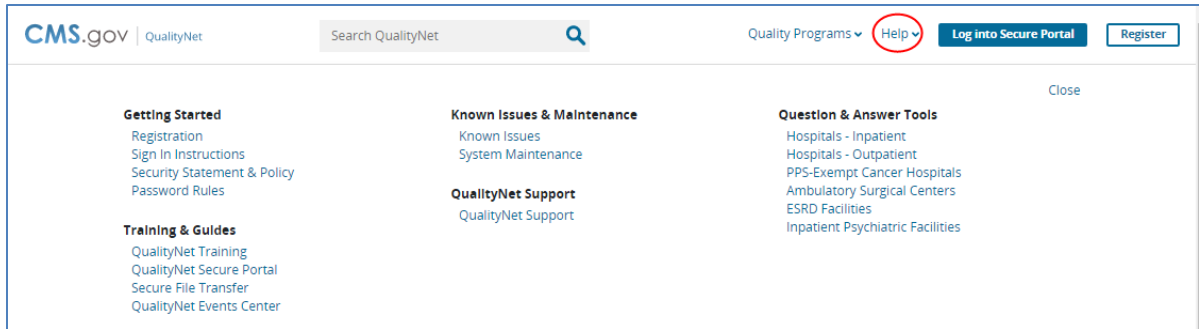 CMS.gov | QualityNet
Search QualityNet
Quality Programs
Help
Log into Secure Portal
Register
Close
Getting Started
Registration
Sign In Instructions
Security Statement & Policy
Password Rules
Training & Guides
QualityNet Training
QualityNet Secure Portal
Secure File Transfer
QualityNet Events Center
Known Issues & Maintenance
Known Issues
System Maintenance
QualityNet Support
QualityNet Support
Question & Answer Tools
Hospitals - Inpatient
Hospitals - Outpatient
PPS-Exempt Cancer Hospitals
Ambulatory Surgical Centers
ESRD Facilities
Inpatient Psychiatric Facilities